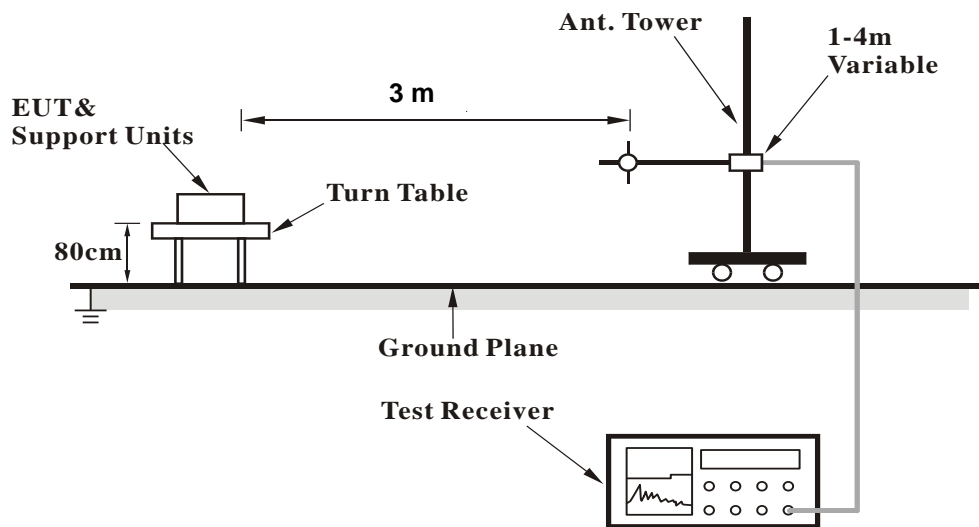 Ant. Tower
1-4m
Variable
3 m
EUT&
Support Units
Turn Table
80cm
Ground Plane
Test Receiver